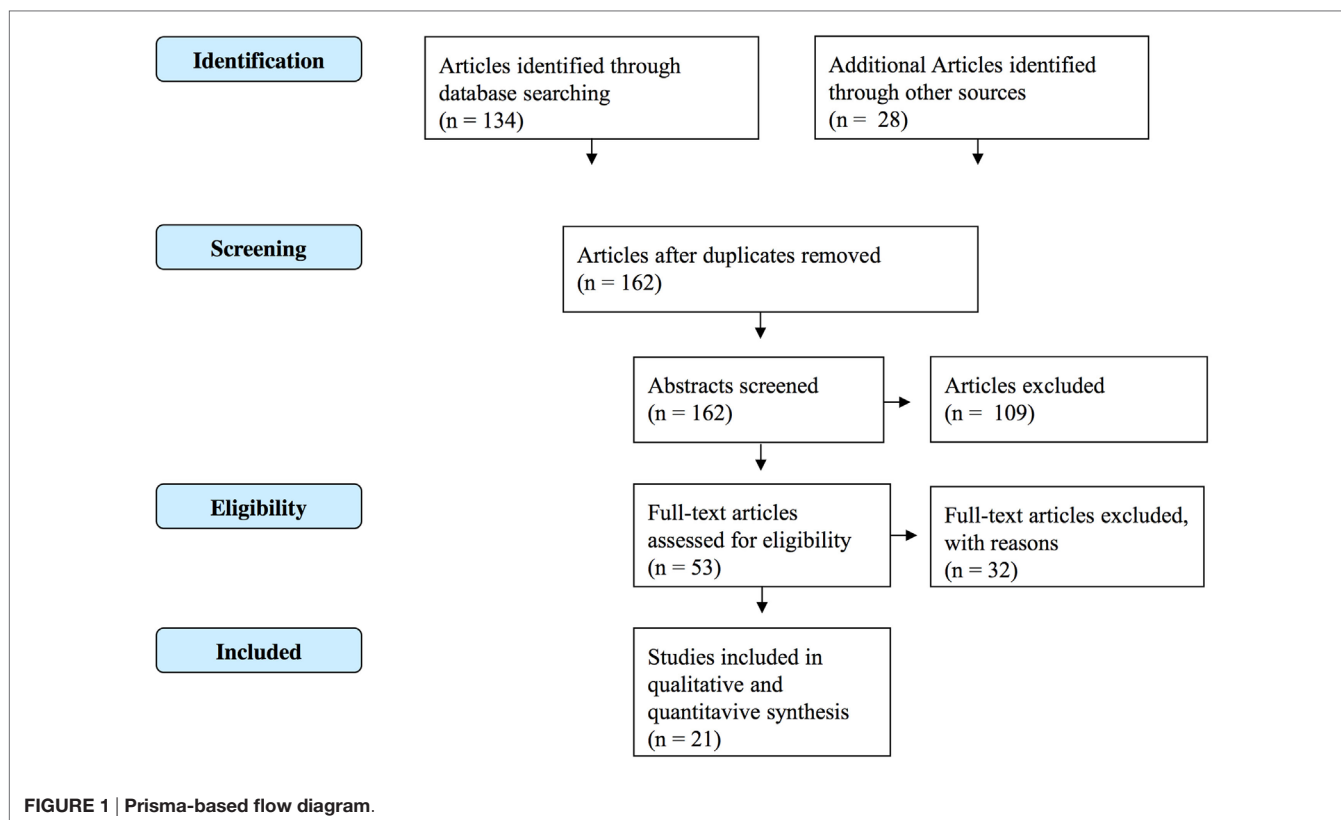 Identification
Articles identified through
database searching
(n = 134)
Additional Articles identified
through other sources
(n = 28)
Screening
Articles after duplicates removed
(n = 162)
Abstracts screened
(n = 162)
Articles excluded
(n = 109)
Eligibility
Full-text articles
assessed for eligibility
(n = 53)
Full-text articles excluded,
with reasons
(n = 32)
Included
Studies included in
qualitative and
quantitavive synthesis
(n = 21)
FIGURE 1 | Prisma-based flow diagram.